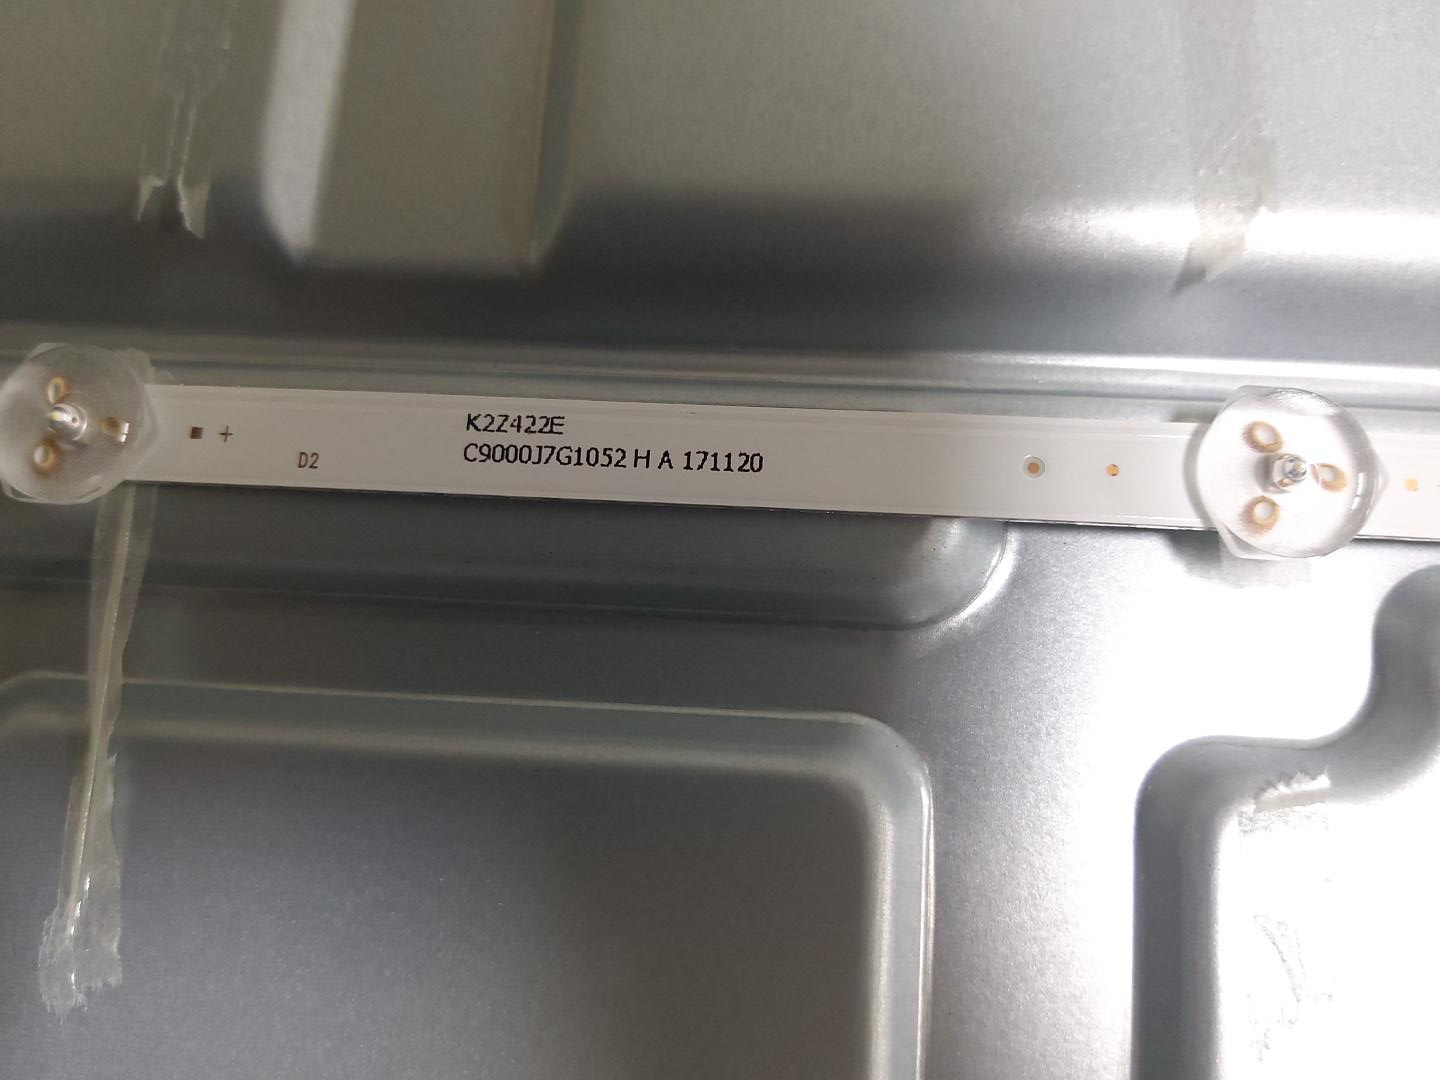 K2Z422E
C9000J7G1052 H A 171120
+
D2